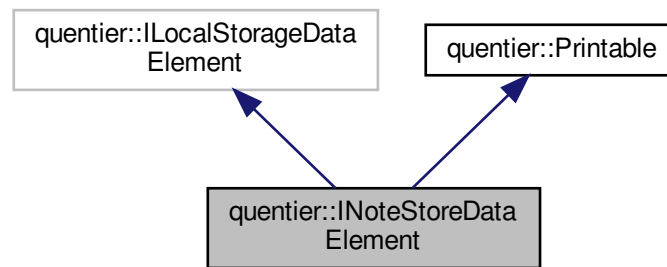 quentier::ILocalStorageData
Element
quentier::Printable
quentier::INoteStoreData
Element